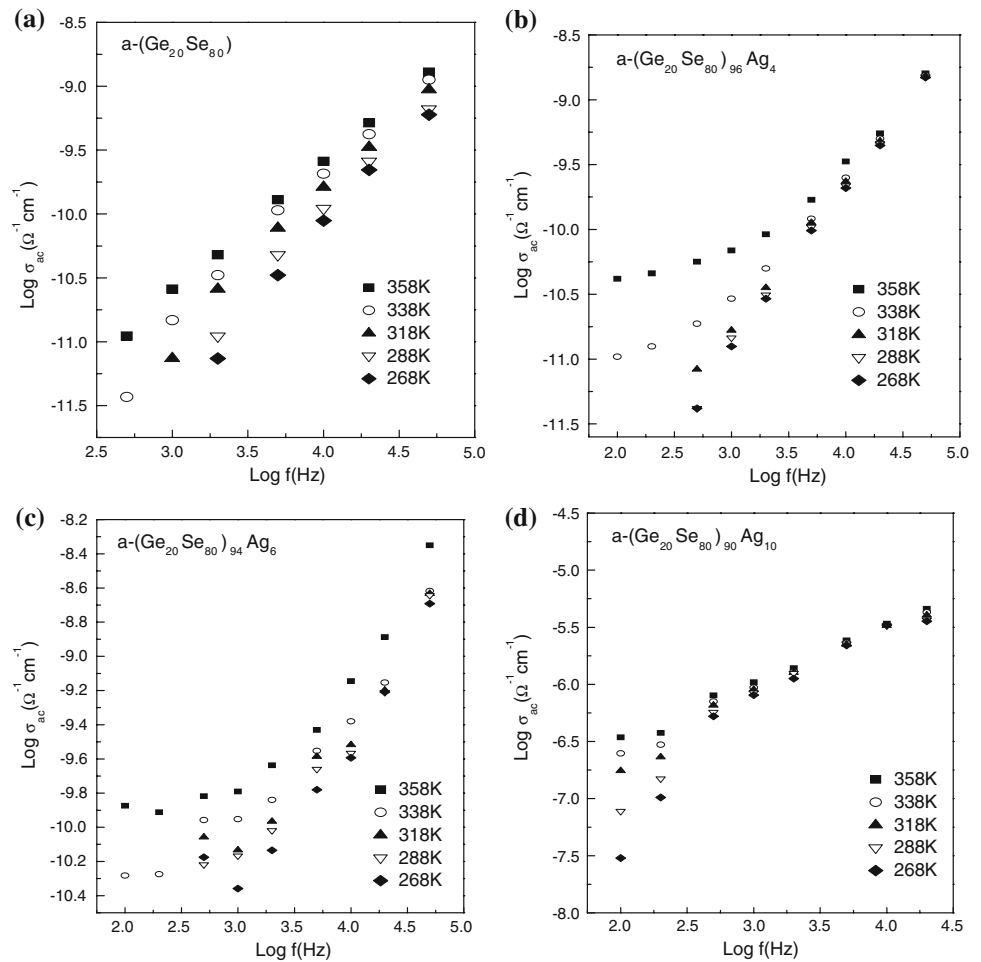 (a)
a-(Ge20Se80)
-8.5
-9.0
-9.5
-10.0
-10.5
-11.0
-11.5
Log σac(Ω-1 cm-1)
358K
338K
318K
288K
268K
2.5 3.0 3.5 4.0 4.5 5.0
Log f(Hz)
(b)
a-(Ge20Se80)96Ag4
-8.5
-9.0
-9.5
-10.0
-10.5
-11.0
-11.5
Log σac(Ω-1 cm-1)
358K
338K
318K
288K
268K
2.0 2.5 3.0 3.5 4.0 4.5 5.0
Log f(Hz)
(c)
a-(Ge20Se80)94Ag6
-8.2
-8.4
-8.6
-8.8
-9.0
-9.2
-9.4
-9.6
-9.8
-10.0
-10.2
-10.4
Log σac(Ω-1 cm-1)
358K
338K
318K
288K
268K
2.0 2.5 3.0 3.5 4.0 4.5 5.0
Log f(Hz)
(d)
a-(Ge20Se80)90Ag10
-4.5
-5.0
-5.5
-6.0
-6.5
-7.0
-7.5
-8.0
Log σac(Ω-1 cm-1)
358K
338K
318K
288K
268K
2.0 2.5 3.0 3.5 4.0 4.5
Log f(Hz)